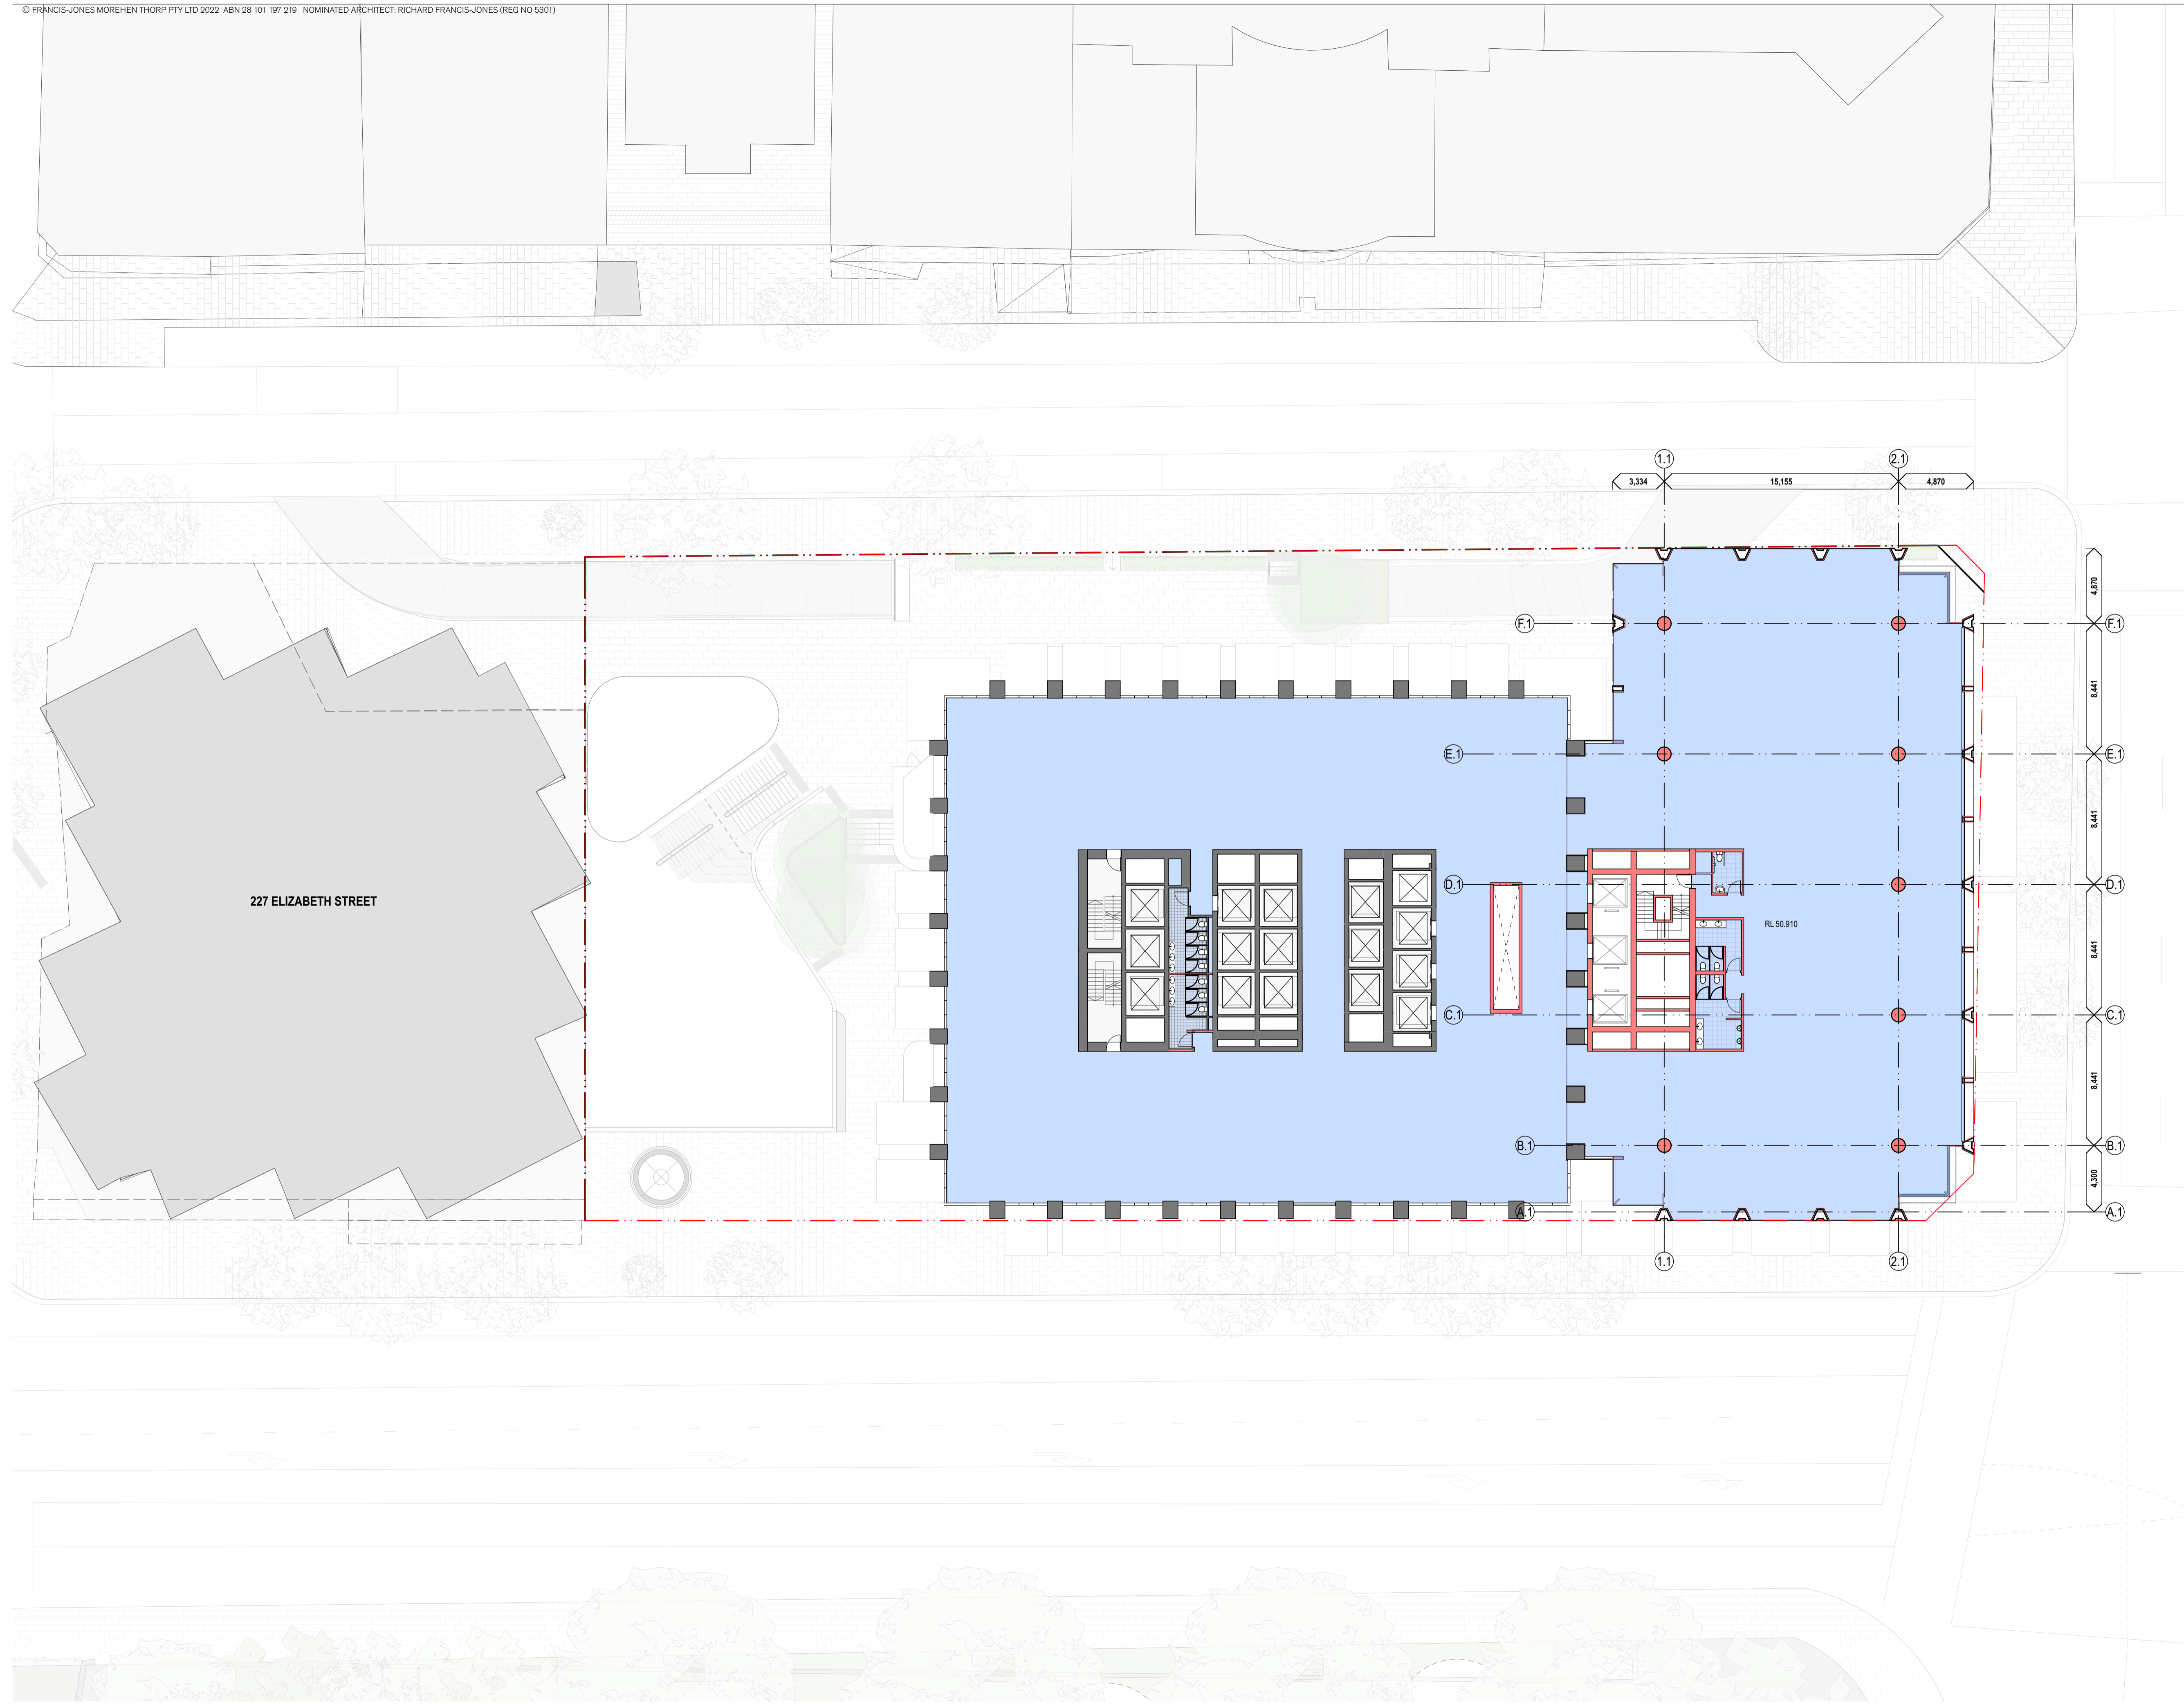 © FRANCIS-JONES MOREHEN THORP PTY LTD 2022 ABN 28 101 197 219 NOMINATED ARCHITECT: RICHARD FRANCIS-JONES (REG NO 5301)
1.1
2.1
3,334
15,155
4,870
4,870
F.1
F.1
8,441
E.1
E.1
8,441
D.1
D.1
227 ELIZABETH STREET
RL 50.910
8,441
C.1
C.1
8,441
B.1
B.1
4,300
A.1
A.1
1.1
2.1